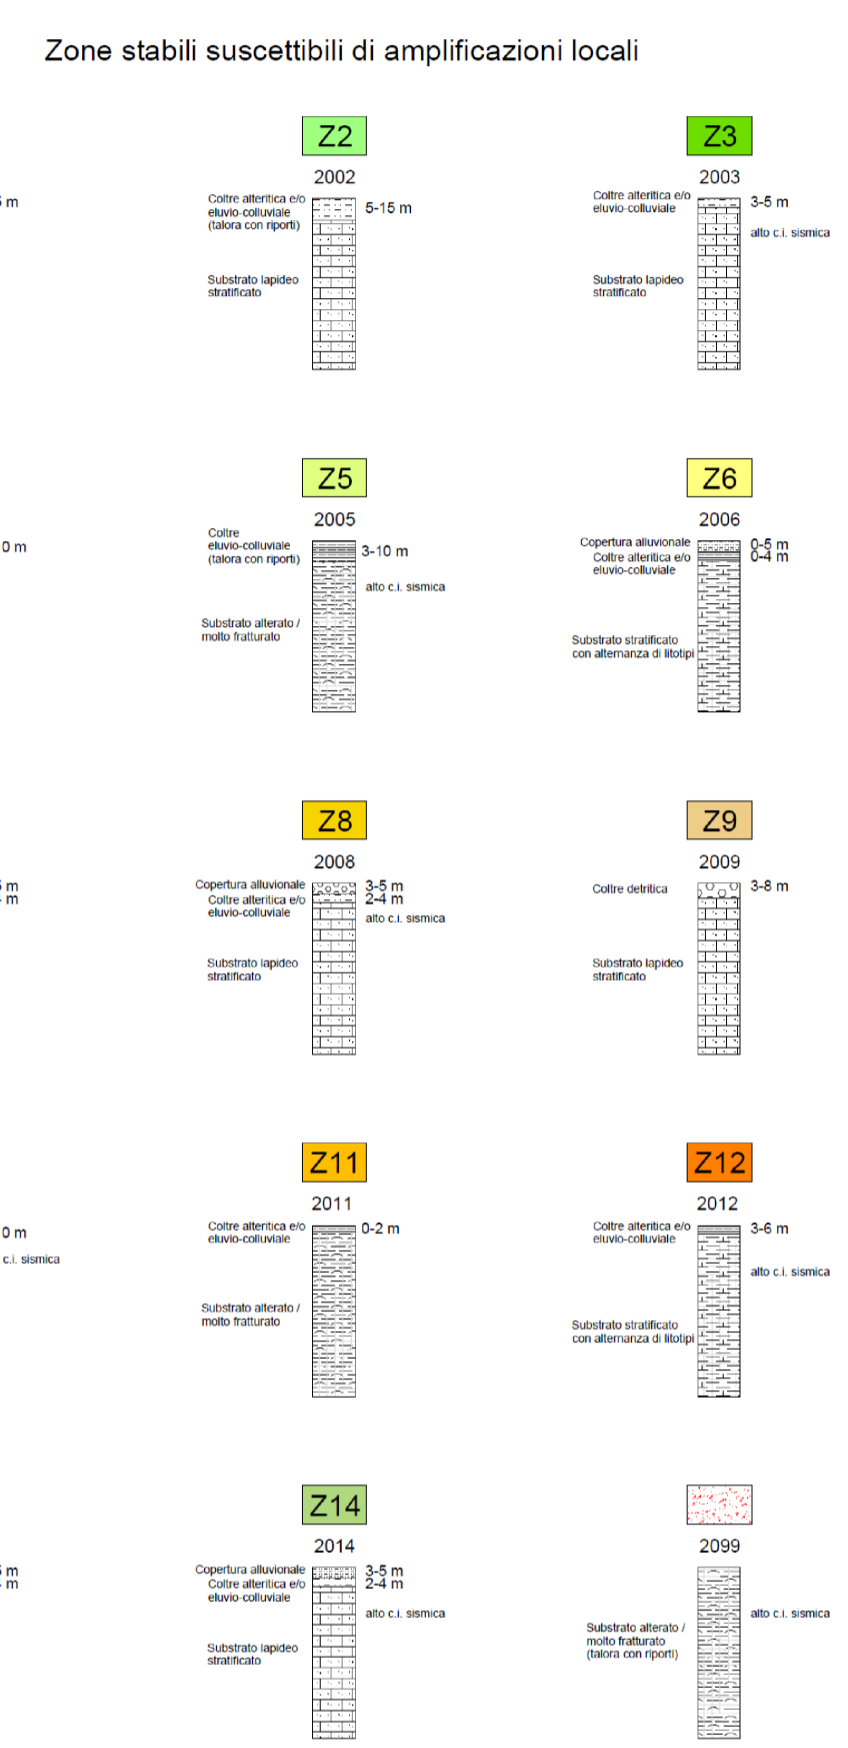 Zone stabili suscettibili di amplificazioni locali
Z2
Z3
2002
2003
m
Coltre alteritica e/o
eluvio-colluviale
(talora con riporti)
5-15 m
Substrato lapideo
stratificato
Coltre alteritica e/o
eluvio-colluviale
3-5 m
alto c.i. sismica
Substrato lapideo
stratificato
Z5
Z6
2005
2006
0 m
Coltre
eluvio-colluviale
(talora con riporti)
3-10 m
alto c.i. sismica
Substrato alterato /
molto fratturato
Copertura alluvionale
0-5 m
Coltre alteritica e/o
eluvio-colluviale
0-4 m
Substrato stratificato
con alternanza di litotipi
Z8
Z9
2008
2009
m
m
Copertura alluvionale
3-5 m
Coltre alteritica e/o
eluvio-colluviale
2-4 m
alto c.i. sismica
Substrato lapideo
stratificato
Coltre detritica
3-8 m
Substrato lapideo
stratificato
Z11
Z12
2011
2012
0 m
c.i. sismica
Coltre alteritica e/o
eluvio-colluviale
0-2 m
Substrato alterato /
molto fratturato
Coltre alteritica e/o
eluvio-colluviale
3-6 m
alto c.i. sismica
Substrato stratificato
con alternanza di litotipi
Z14
2014
2099
m
m
Copertura alluvionale
3-5 m
Coltre alteritica e/o
eluvio-colluviale
2-4 m
alto c.i. sismica
Substrato lapideo
stratificato
alto c.i. sismica
Substrato alterato /
molto fratturato
(talora con riporti)